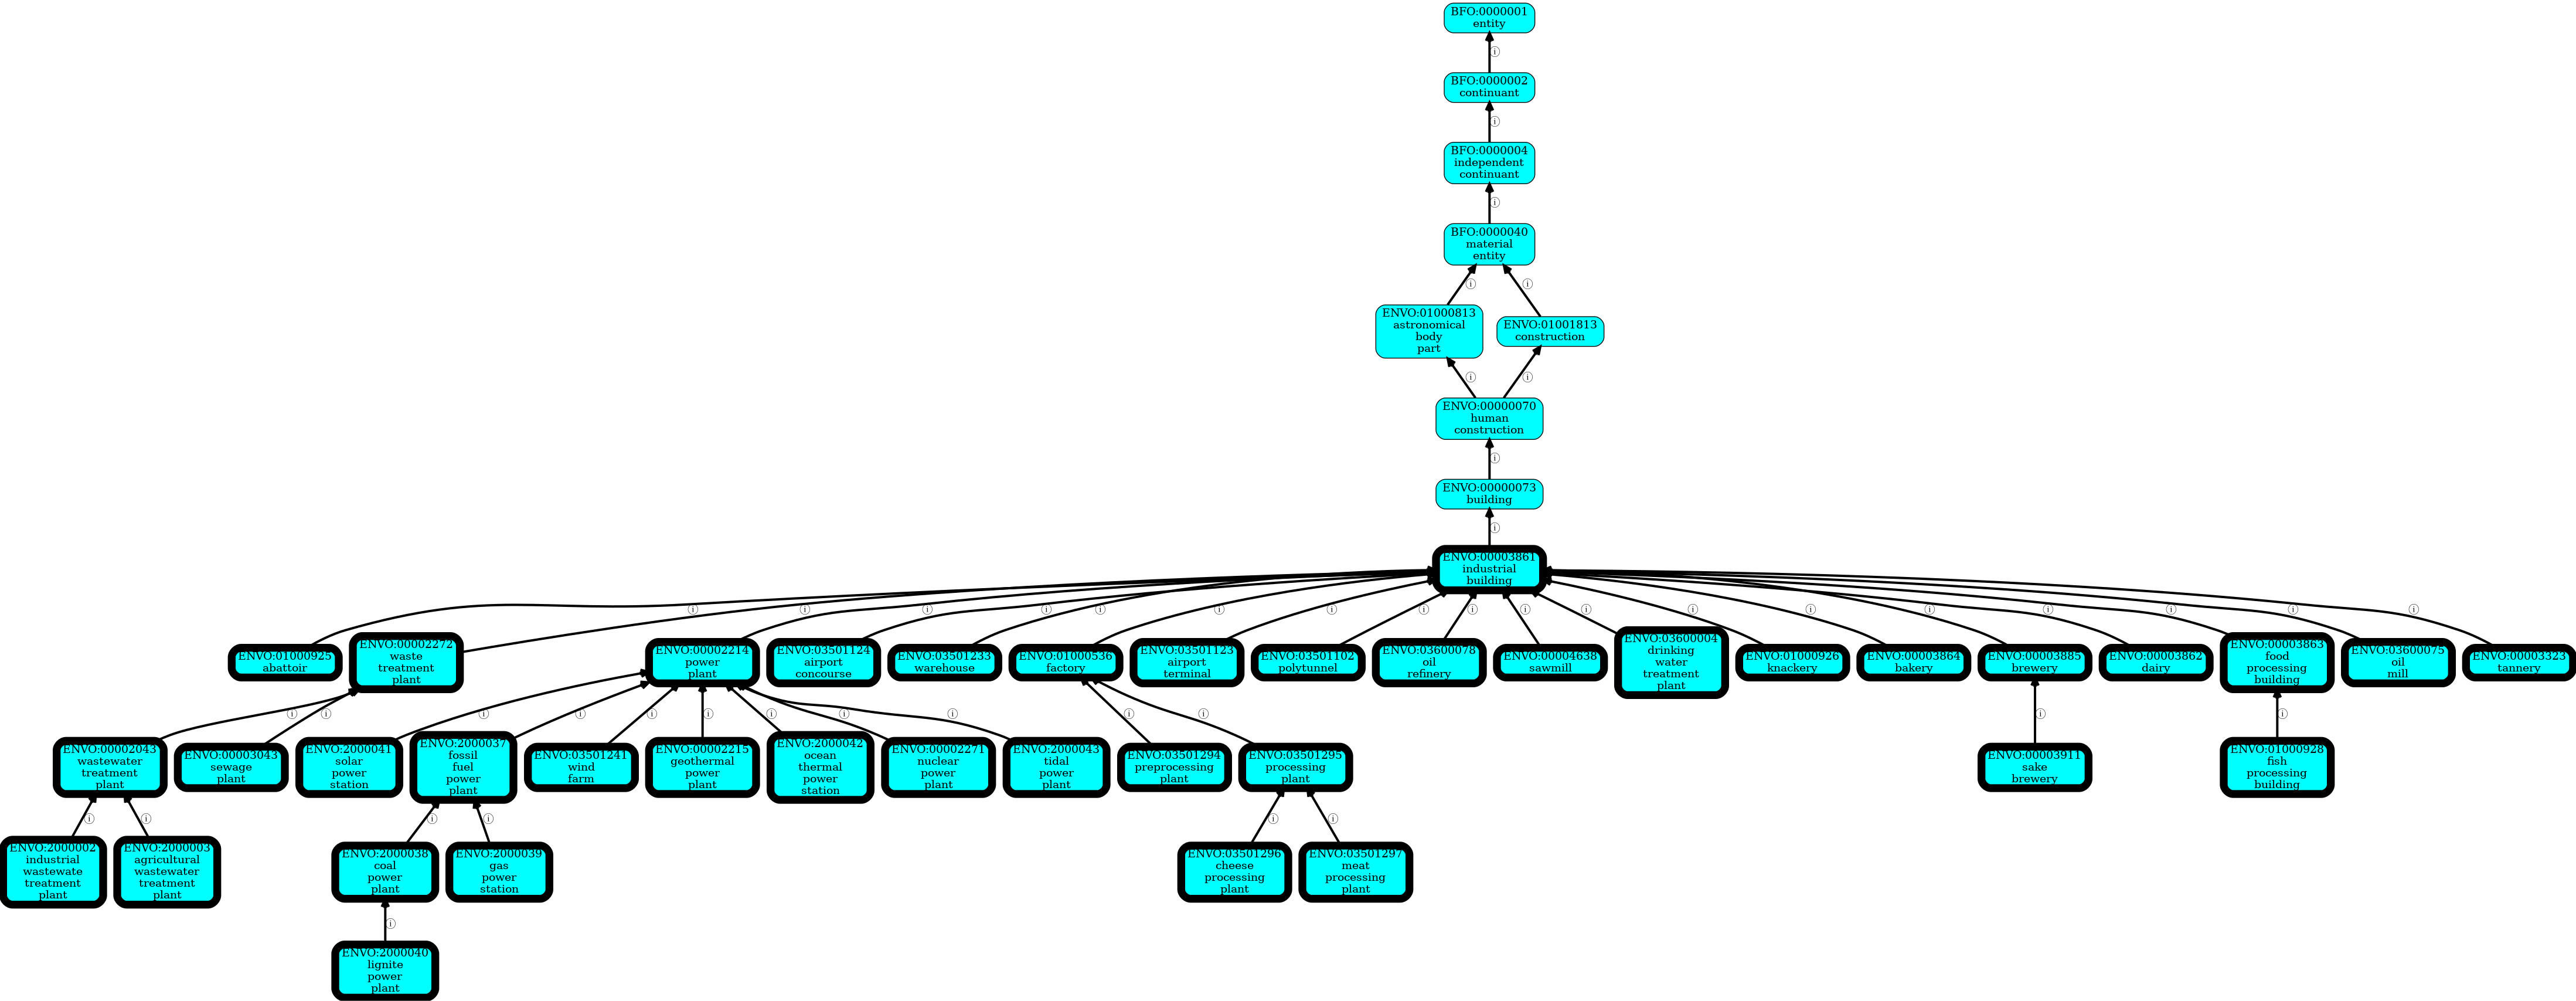 BFO:0000001
entity
BFO:0000002
continuant
BFO:0000004
independent
continuant
BFO:0000040
material
entity
ENVO:01000813
astronomical
body
part
ENVO:01001813
construction
ENVO:00000070
human
construction
ENVO:00000073
building
ENVO:00003861
industrial
building
ENVO:01000925
abattoir
ENVO:00002272
waste
treatment
plant
ENVO:00002214
power
plant
ENVO:03501124
airport
concourse
ENVO:03501233
warehouse
ENVO:01000536
factory
ENVO:03501123
airport
terminal
ENVO:03501102
polytunnel
ENVO:03600078
oil
refinery
ENVO:00004638
sawmill
ENVO:03600004
drinking
water
treatment
plant
ENVO:01000926
knackery
ENVO:00003864
bakery
ENVO:00003885
brewery
ENVO:00003862
dairy
ENVO:00003863
food
processing
building
ENVO:03600075
oil
mill
ENVO:00003323
tannery
ENVO:00002043
wastewater
treatment
plant
ENVO:00003043
sewage
plant
ENVO:2000041
solar
power
station
ENVO:2000037
fossil
fuel
power
plant
ENVO:03501241
wind
farm
ENVO:00002215
geothermal
power
plant
ENVO:2000042
ocean
thermal
power
station
ENVO:00002271
nuclear
power
plant
ENVO:2000043
tidal
power
plant
ENVO:03501294
preprocessing
plant
ENVO:03501295
processing
plant
ENVO:00003911
sake
brewery
ENVO:01000928
fish
processing
building
ENVO:2000002
industrial
wastewate
treatment
plant
ENVO:2000003
agricultural
wastewater
treatment
plant
ENVO:2000038
coal
power
plant
ENVO:2000039
gas
power
station
ENVO:03501296
cheese
processing
plant
ENVO:03501297
meat
processing
plant
ENVO:2000040
lignite
power
plant